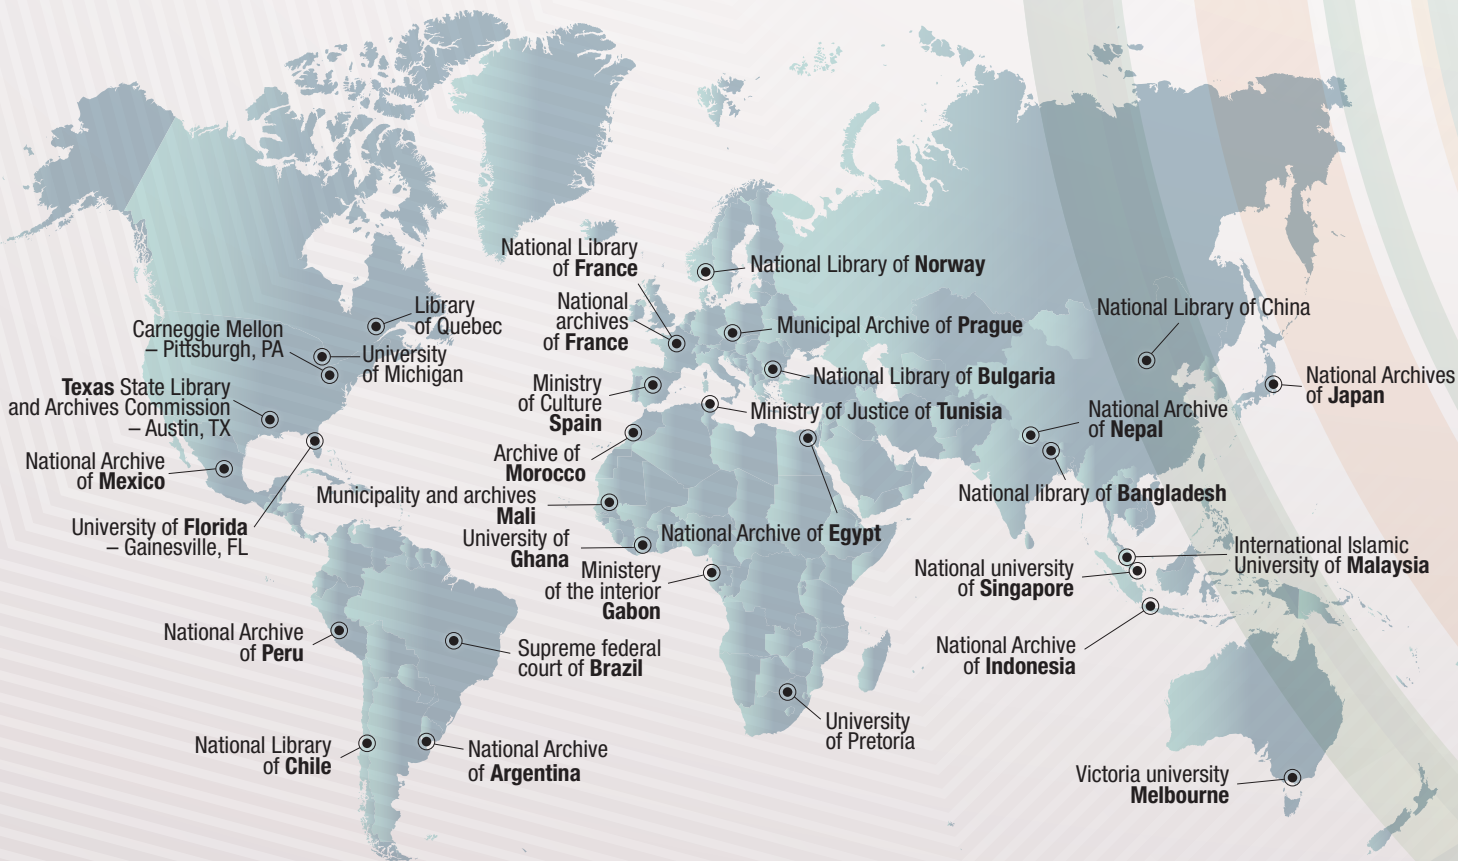 National Library
of France
National Library of Norway
National
archives
of France
Municipal Archive of Prague
National Library of China
Library
of Quebec
Carneggie Mellon
– Pittsburgh, PA
University
of Michigan
Ministry
of Culture
Spain
National Library of Bulgaria
National Archives
of Japan
Texas State Library
and Archives Commission
– Austin, TX
Ministry of Justice of Tunisia
National Archive
of Nepal
Archive of
Morocco
National Archive
of Mexico
Municipality and archives
Mali
National library of Bangladesh
University of Florida
– Gainesville, FL
University of
Ghana
National Archive of Egypt
International Islamic
University of Malaysia
Ministery
of the interior
Gabon
National university
of Singapore
National Archive
of Peru
Supreme federal
court of Brazil
National Archive
of Indonesia
University
of Pretoria
National Library
of Chile
National Archive
of Argentina
Victoria university
Melbourne